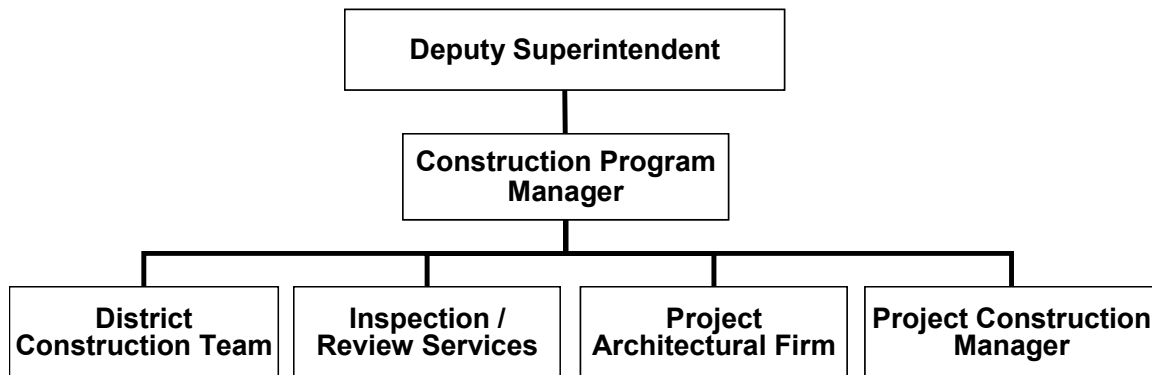 Deputy Superintendent
Construction Program
Manager
District
Construction Team
Inspection /
Review Services
Project
Architectural Firm
Project Construction
Manager